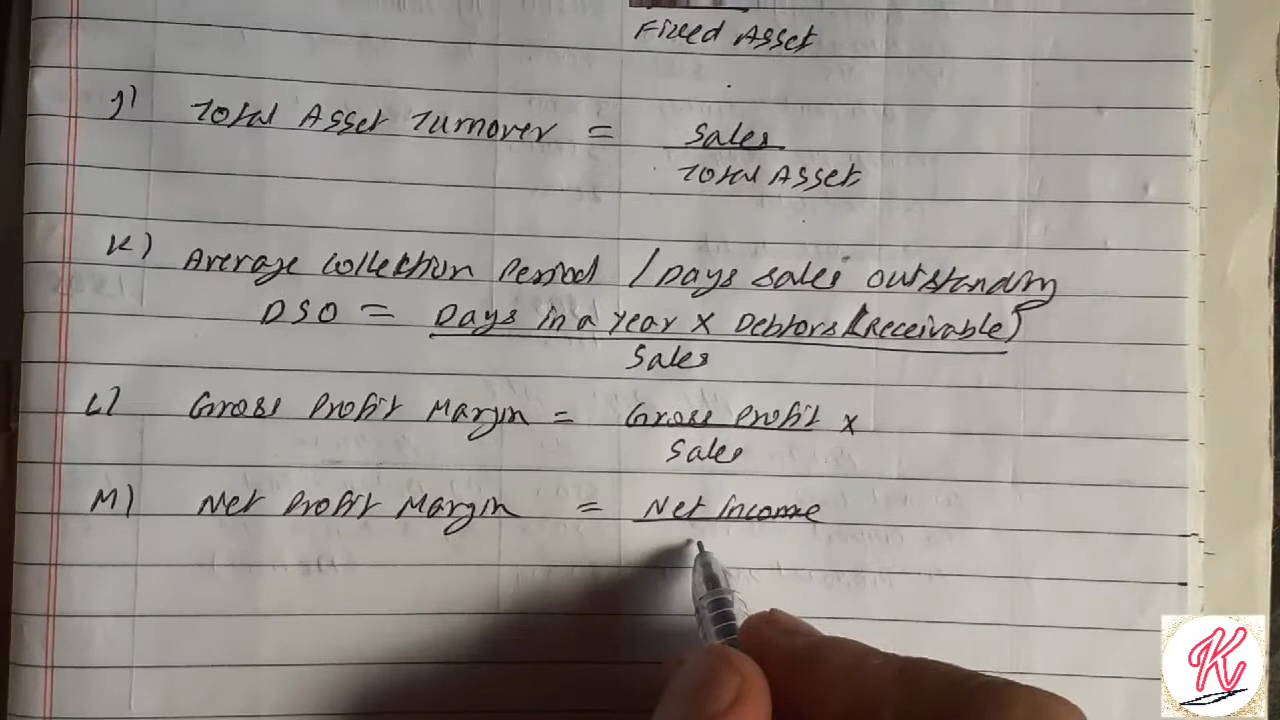 Fixed Asset
J) Total Asset Turnover = Sales
Total Asset
K) Average Collection Period / Days sales outstanding
DSO = Days in a year X Debtors (Receivable)
Sales
L) Gross Profit Margin = Gross Profit X
Sales
M) Net Profit Margin = Net income
K